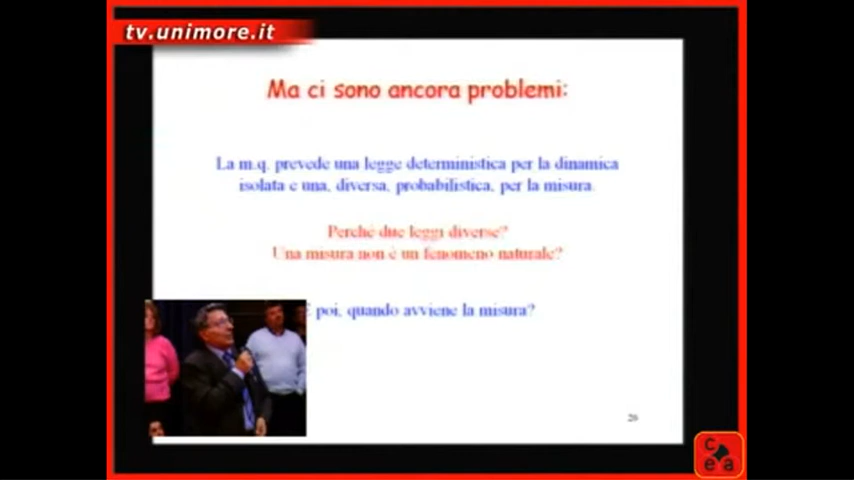 tv.unimore.it
Ma ci sono ancora problemi:
La m.q. prevede una legge deterministica per la dinamica
isolata e una, diversa, probabilistica, per la misura.
Perché due leggi diverse?
Una misura non è un fenomeno naturale?
E poi, quando avviene la misura?
c
e a